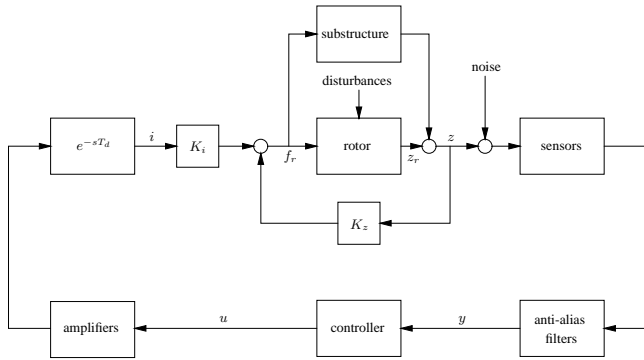 substructure
noise
disturbances
$e^{-sT_d}$
$i$
$K_i$
$f_r$
rotor
$z_r$
$z$
sensors
$K_z$
amplifiers
$u$
controller
$y$
anti-alias
filters